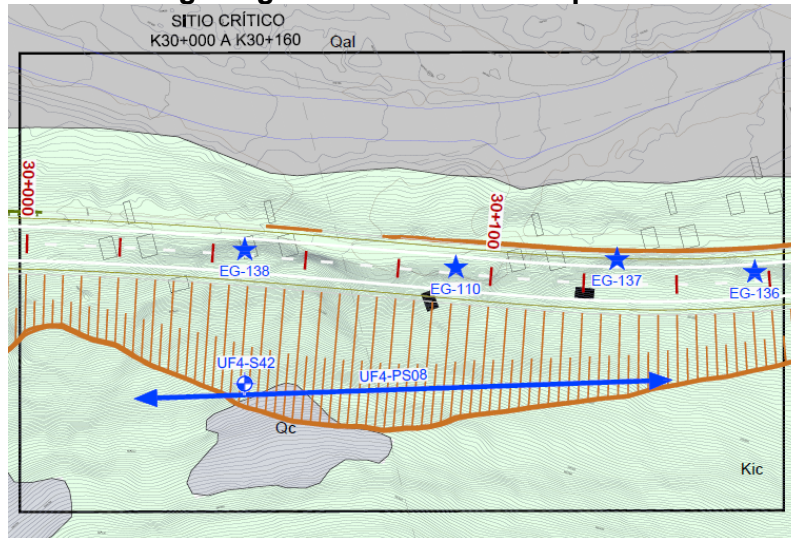 SITIO CRÍTICO
K30+000 A K30+160
Qal
30+000
30+100
EG-138
EG-110
EG-137
EG-136
UF4-S42
UF4-PS08
Qc
Kic